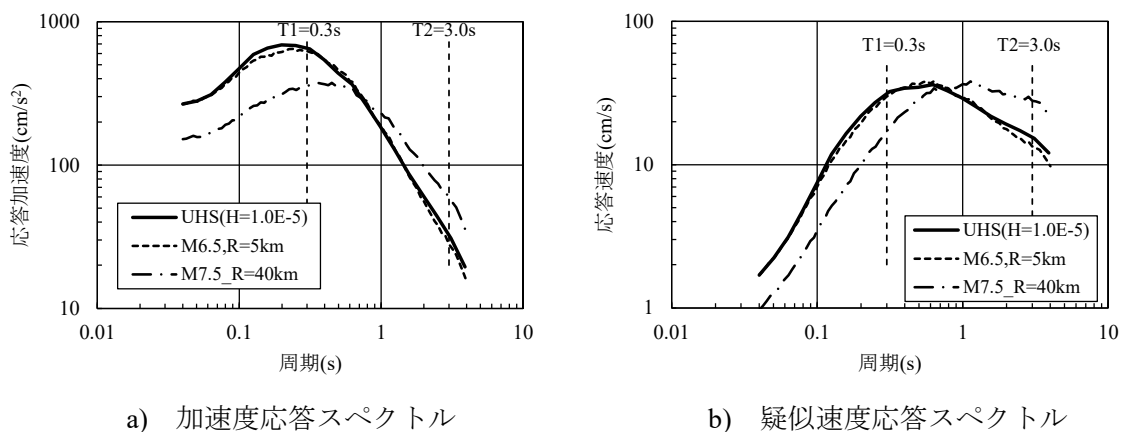 T1=0.3s T2=3.0s
1000
100
10
0.01 0.1 1 10
応答加速度(cm/s²)
周期(s)
UHS(H=1.0E-5)
M6.5,R=5km
M7.5_R=40km
a) 加速度応答スペクトル
T1=0.3s T2=3.0s
100
10
1
0.01 0.1 1 10
応答速度(cm/s)
周期(s)
UHS(H=1.0E-5)
M6.5,R=5km
M7.5_R=40km
b) 疑似速度応答スペクトル